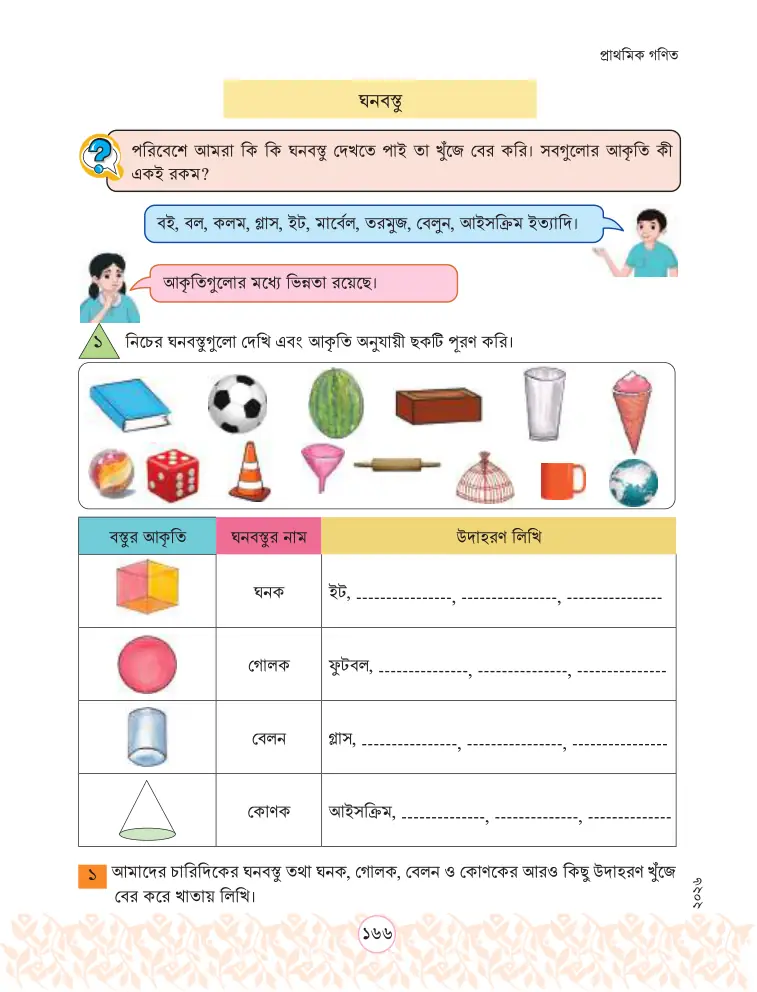 প্রাথমিক গণিত
ঘনবস্তু
?
পরিবেশে আমরা কি কি ঘনবস্তু দেখতে পাই তা খুঁজে বের করি। সবগুলোর আকৃতি কী
একই রকম?
বই, বল, কলম, গ্লাস, ইট, মার্বেল, তরমুজ, বেলুন, আইসক্রিম ইত্যাদি।
আকৃতিগুলোর মধ্যে ভিন্নতা রয়েছে।
১ নিচের ঘনবস্তুগুলো দেখি এবং আকৃতি অনুযায়ী ছকটি পূরণ করি।
বস্তুর আকৃতি ঘনবস্তুর নাম উদাহরণ লিখি
ঘনক ইট, ----------------, ----------------, ----------------
গোলক ফুটবল, ---------------, ---------------, ---------------
বেলন গ্লাস, ----------------, ----------------, ----------------
কোণক আইসক্রিম, --------------, --------------, --------------
১ আমাদের চারিদিকের ঘনবস্তু তথা ঘনক, গোলক, বেলন ও কোণকের আরও কিছু উদাহরণ খুঁজে
বের করে খাতায় লিখি।
২০২৬
১৬৬